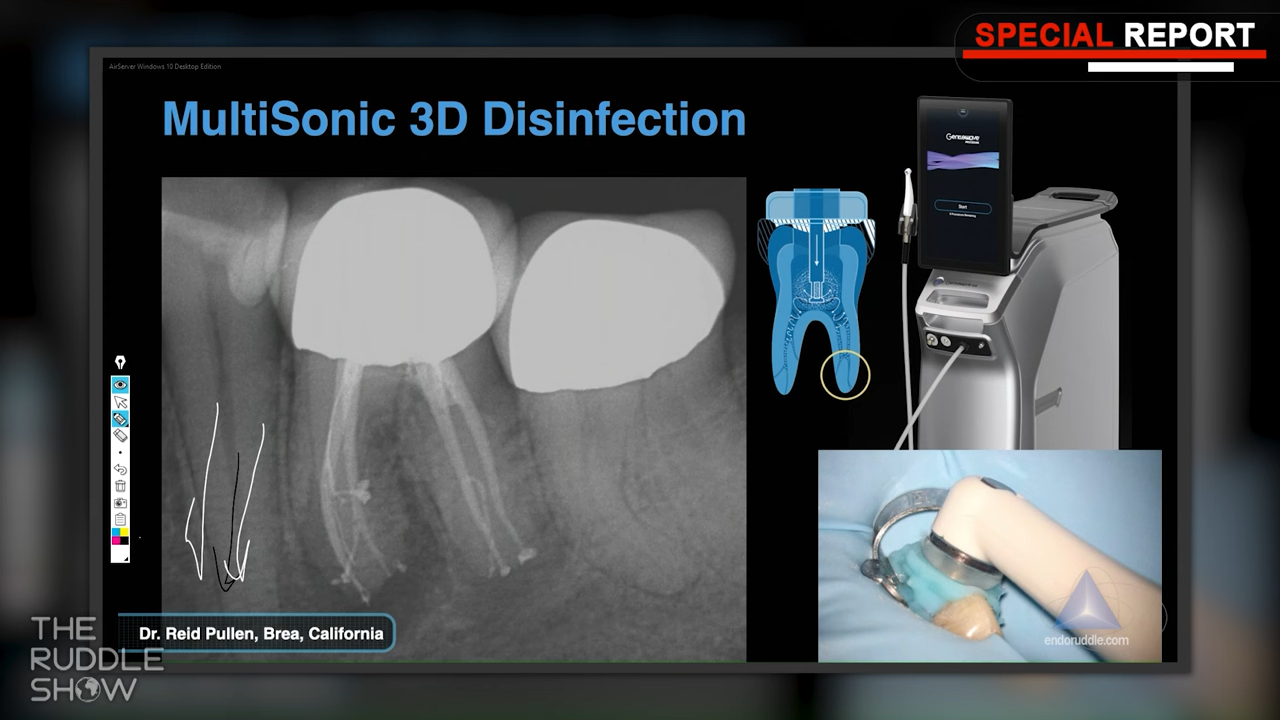 SPECIAL REPORT
AirServer Windows 10 Desktop Edition
MultiSonic 3D Disinfection
Gentlewave
Start
Dr. Reid Pullen, Brea, California
endoruddle.com
THE
RUDDLE
SHOW